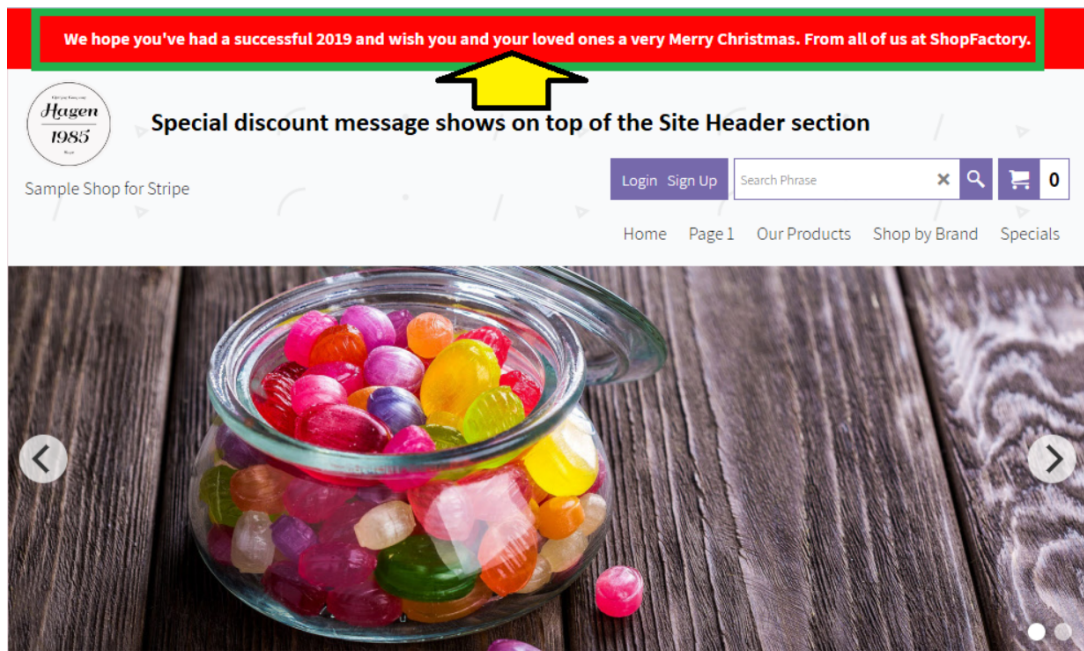 We hope you've had a successful 2019 and wish you and your loved ones a very Merry Christmas. From all of us at ShopFactory.
Hagen
1985
Special discount message shows on top of the Site Header section
Sample Shop for Stripe
Login Sign Up
Search Phrase
0
Home Page 1 Our Products Shop by Brand Specials